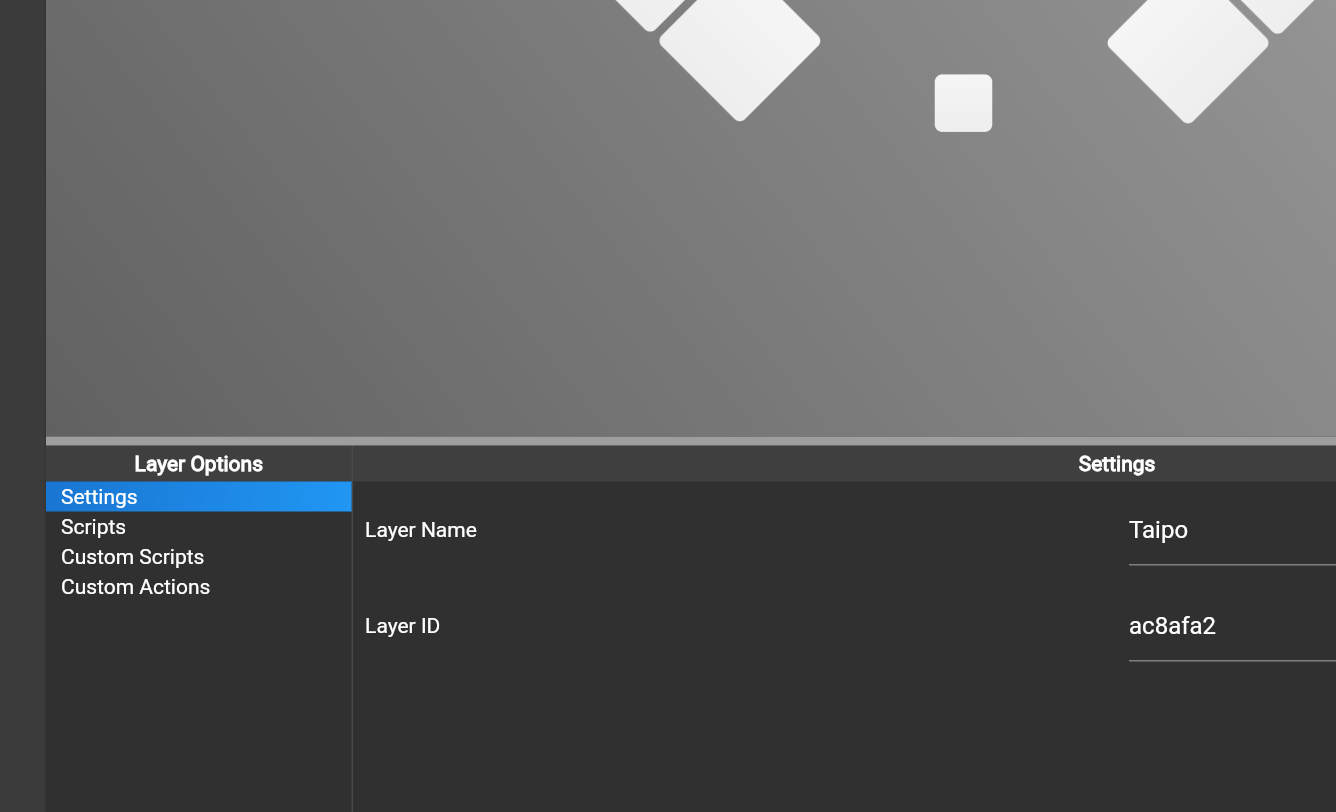 Layer Options
Settings
Settings
Scripts
Custom Scripts
Custom Actions
Layer Name
Taipo
Layer ID
ac8afa2